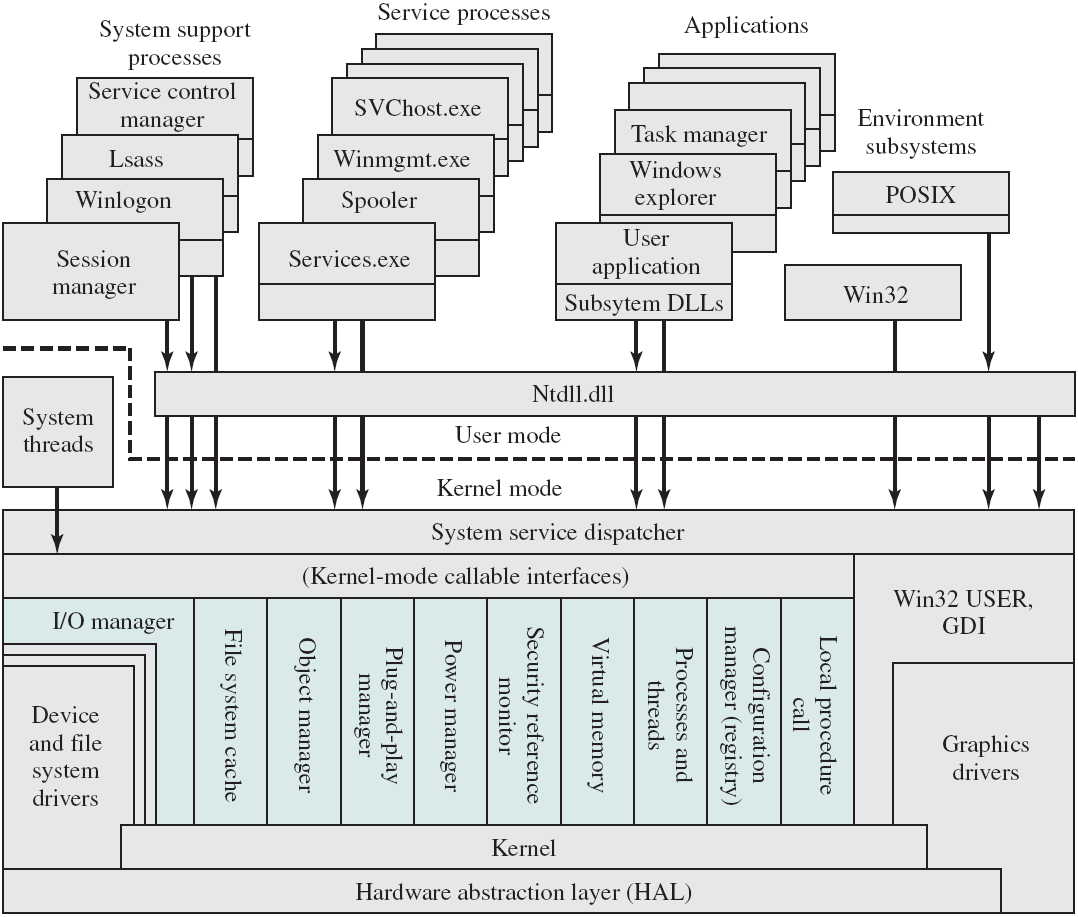 System support
processes
Service control
manager
Lsass
Winlogon
Session
manager
Service processes
SVChost.exe
Winmgmt.exe
Spooler
Services.exe
Applications
Task manager
Windows
explorer
User
application
Subsytem DLLs
Environment
subsystems
POSIX
Win32
Ntdll.dll
System
threads
User mode
Kernel mode
System service dispatcher
(Kernel-mode callable interfaces)
Win32 USER,
GDI
I/O manager
Device
and file
system
drivers
File system cache
Object manager
Plug-and-play
manager
Power manager
Security reference
monitor
Virtual memory
Processes and
threads
Configuration
manager (registry)
Local procedure
call
Graphics
drivers
Kernel
Hardware abstraction layer (HAL)